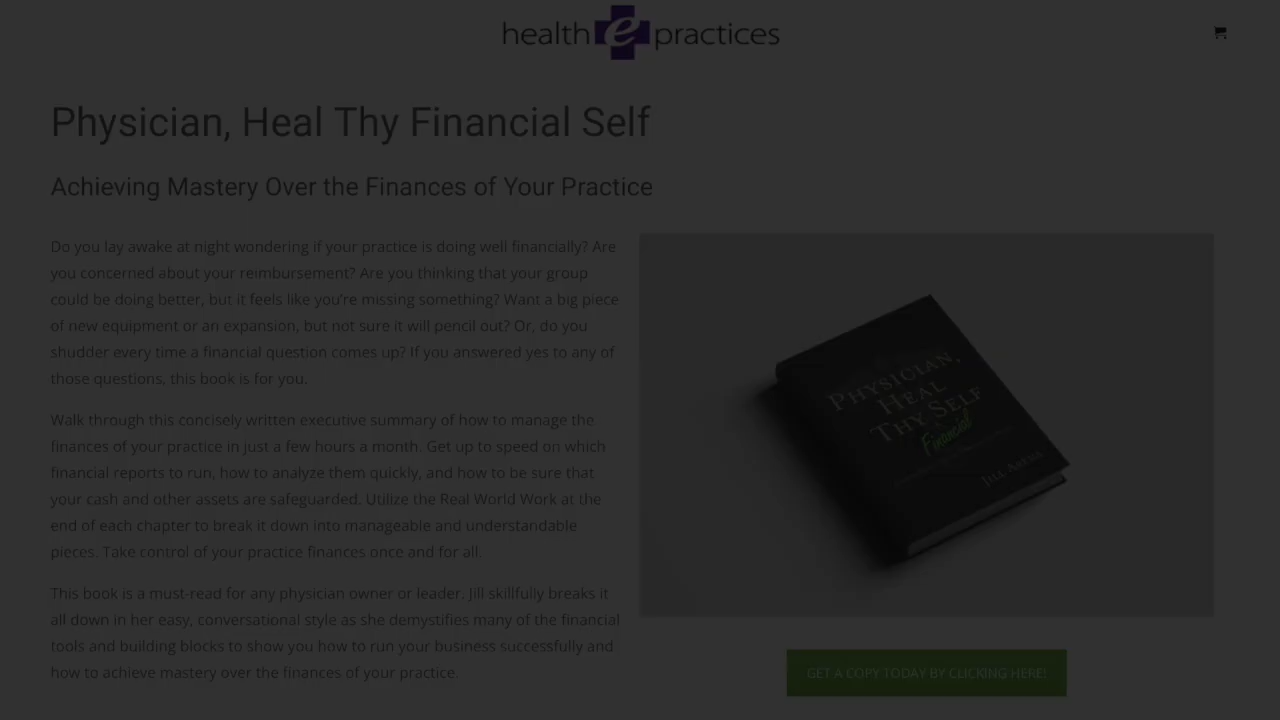 health e practices
Physician, Heal Thy Financial Self
Achieving Mastery Over the Finances of Your Practice
Do you lay awake at night wondering if your practice is doing well financially? Are
you concerned about your reimbursement? Are you thinking that your group
could be doing better, but it feels like you're missing something? Want a big piece
of new equipment or an expansion, but not sure it will pencil out? Or, do you
shudder every time a financial question comes up? If you answered yes to any of
those questions, this book is for you.
Walk through this concisely written executive summary of how to manage the
finances of your practice in just a few hours a month. Get up to speed on which
financial reports to run, how to analyze them quickly, and how to be sure that
your cash and other assets are safeguarded. Utilize the Real World Work at the
end of each chapter to break it down into manageable and understandable
pieces. Take control of your practice finances once and for all.
This book is a must-read for any physician owner or leader. Jill skillfully breaks it
all down in her easy, conversational style as she demystifies many of the financial
tools and building blocks to show you how to run your business successfully and
how to achieve mastery over the finances of your practice.
PHYSICIAN,
HEAL
THY SELF
Financial
JILL ARENA
GET A COPY TODAY BY CLICKING HERE!